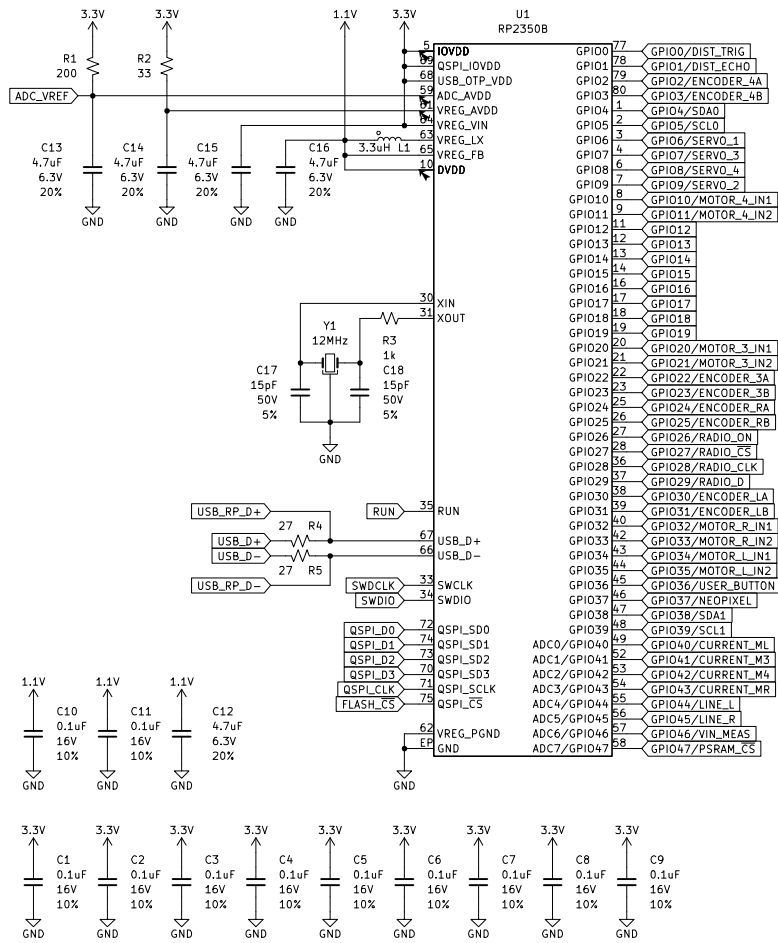 U1
RP2350B
3.3V
3.3V
1.1V
3.3V
R1
200
R2
33
ADC_VREF
C13
4.7uF
6.3V
20%
GND
C14
4.7uF
6.3V
20%
GND
C15
4.7uF
6.3V
20%
GND
C16
4.7uF
6.3V
20%
GND
3.3uH L1
5 IOVDD
69 QSPI_IOVDD
68 USB_OTP_VDD
59 ADC_AVDD
61 VREG_AVDD
64 VREG_VIN
63 VREG_LX
65 VREG_FB
10 DVDD
30 XIN
31 XOUT
Y1
12MHz
R3
1k
C17
15pF
50V
5%
C18
15pF
50V
5%
GND
USB_RP_D+
USB_D+ 27 R4
USB_D- 27 R5
USB_RP_D-
RUN 35 RUN
67 USB_D+
66 USB_D-
SWDCLK 33 SWCLK
SWDIO 34 SWDIO
QSPI_D0 72 QSPI_SD0
QSPI_D1 74 QSPI_SD1
QSPI_D2 73 QSPI_SD2
QSPI_D3 70 QSPI_SD3
QSPI_CLK 71 QSPI_SCLK
FLASH_CS 75 QSPI_CS
62 VREG_PGND
EP GND
GND
GPIO0 77 GPIO0/DIST_TRIG
GPIO1 78 GPIO1/DIST_ECHO
GPIO2 79 GPIO2/ENCODER_4A
GPIO3 80 GPIO3/ENCODER_4B
GPIO4 1 GPIO4/SDA0
GPIO5 2 GPIO5/SCL0
GPIO6 3 GPIO6/SERVO_1
GPIO7 4 GPIO7/SERVO_3
GPIO8 6 GPIO8/SERVO_4
GPIO9 7 GPIO9/SERVO_2
GPIO10 8 GPIO10/MOTOR_4_IN1
GPIO11 9 GPIO11/MOTOR_4_IN2
GPIO12 11 GPIO12
GPIO13 12 GPIO13
GPIO14 13 GPIO14
GPIO15 14 GPIO15
GPIO16 16 GPIO16
GPIO17 17 GPIO17
GPIO18 18 GPIO18
GPIO19 19 GPIO19
GPIO20 20 GPIO20/MOTOR_3_IN1
GPIO21 21 GPIO21/MOTOR_3_IN2
GPIO22 22 GPIO22/ENCODER_3A
GPIO23 23 GPIO23/ENCODER_3B
GPIO24 25 GPIO24/ENCODER_RA
GPIO25 26 GPIO25/ENCODER_RB
GPIO26 27 GPIO26/RADIO_ON
GPIO27 28 GPIO27/RADIO_CS
GPIO28 36 GPIO28/RADIO_CLK
GPIO29 37 GPIO29/RADIO_D
GPIO30 38 GPIO30/ENCODER_LA
GPIO31 39 GPIO31/ENCODER_LB
GPIO32 40 GPIO32/MOTOR_R_IN1
GPIO33 42 GPIO33/MOTOR_R_IN2
GPIO34 43 GPIO34/MOTOR_L_IN1
GPIO35 44 GPIO35/MOTOR_L_IN2
GPIO36 45 GPIO36/USER_BUTTON
GPIO37 46 GPIO37/NEOPIXEL
GPIO38 47 GPIO38/SDA1
GPIO39 48 GPIO39/SCL1
ADC0/GPIO40 49 GPIO40/CURRENT_ML
ADC1/GPIO41 52 GPIO41/CURRENT_M3
ADC2/GPIO42 53 GPIO42/CURRENT_M4
ADC3/GPIO43 54 GPIO43/CURRENT_MR
ADC4/GPIO44 55 GPIO44/LINE_L
ADC5/GPIO45 56 GPIO45/LINE_R
ADC6/GPIO46 57 GPIO46/VIN_MEAS
ADC7/GPIO47 58 GPIO47/PSRAM_CS
1.1V
C10
0.1uF
16V
10%
GND
1.1V
C11
0.1uF
16V
10%
GND
1.1V
C12
4.7uF
6.3V
20%
GND
3.3V
C1
0.1uF
16V
10%
GND
3.3V
C2
0.1uF
16V
10%
GND
3.3V
C3
0.1uF
16V
10%
GND
3.3V
C4
0.1uF
16V
10%
GND
3.3V
C5
0.1uF
16V
10%
GND
3.3V
C6
0.1uF
16V
10%
GND
3.3V
C7
0.1uF
16V
10%
GND
3.3V
C8
0.1uF
16V
10%
GND
3.3V
C9
0.1uF
16V
10%
GND